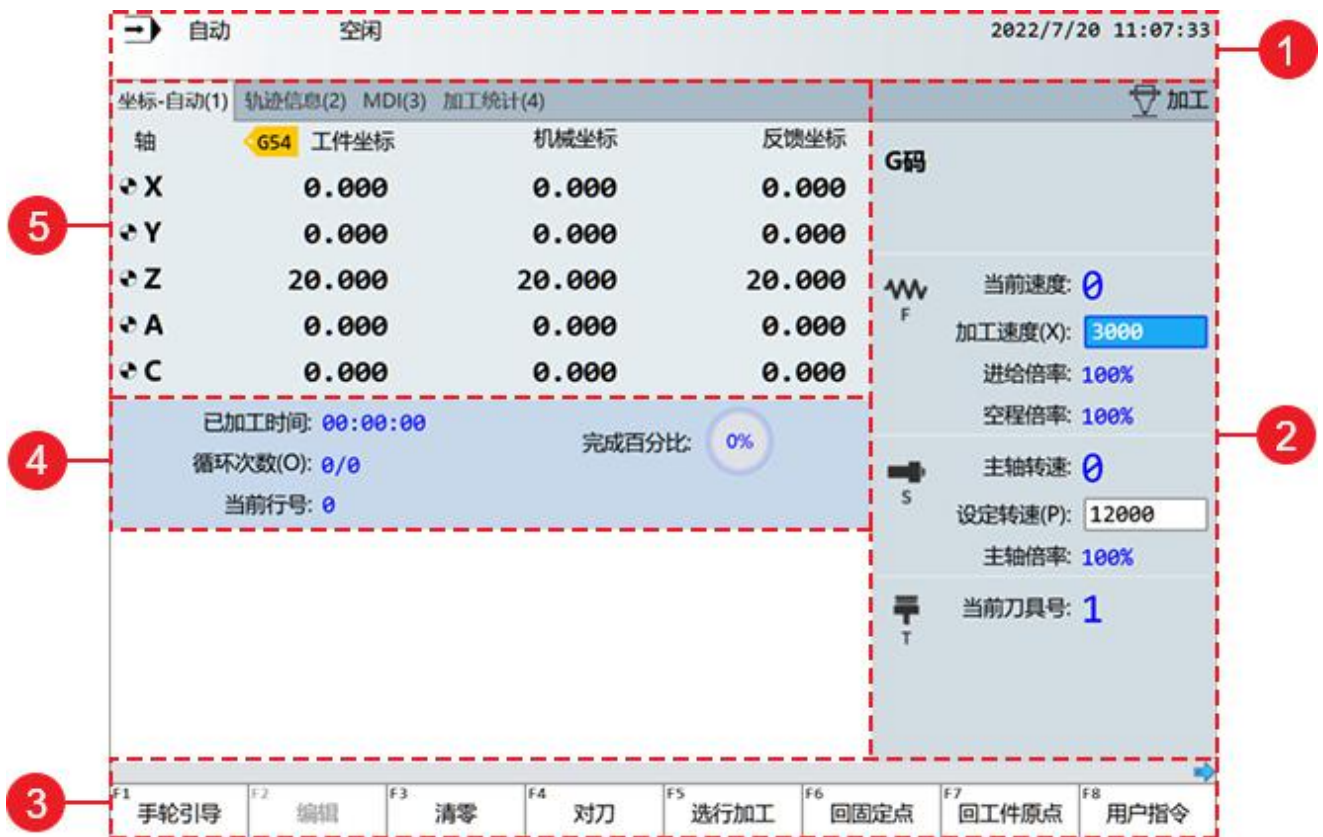 自动 空闲 2022/7/20 11:07:33
1
坐标-自动(1) 轨迹信息(2) MDI(3) 加工统计(4) 加工
轴 G54 工件坐标 机械坐标 反馈坐标
X 0.000 0.000 0.000
Y 0.000 0.000 0.000
Z 20.000 20.000 20.000
A 0.000 0.000 0.000
C 0.000 0.000 0.000
5
已加工时间: 00:00:00
循环次数(O): 0/0
当前行号: 0
完成百分比: 0%
4
G码
F
当前速度: 0
加工速度(X): 3000
进给倍率: 100%
空程倍率: 100%
S
主轴转速: 0
设定转速(P): 12000
主轴倍率: 100%
T
当前刀具号: 1
2
3
F1 手轮引导 F2 编辑 F3 清零 F4 对刀 F5 选行加工 F6 回固定点 F7 回工件原点 F8 用户指令